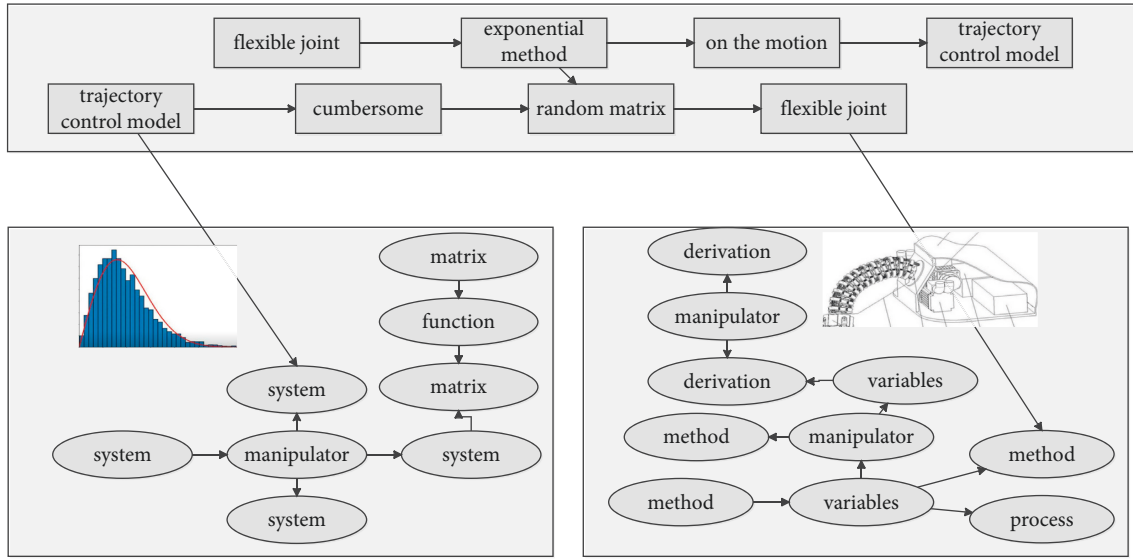 flexible joint
exponential
method
on the motion
trajectory
control model
trajectory
control model
cumbersome
random matrix
flexible joint
matrix
function
matrix
system
system
manipulator
system
system
derivation
manipulator
derivation
variables
method
manipulator
method
method
variables
process